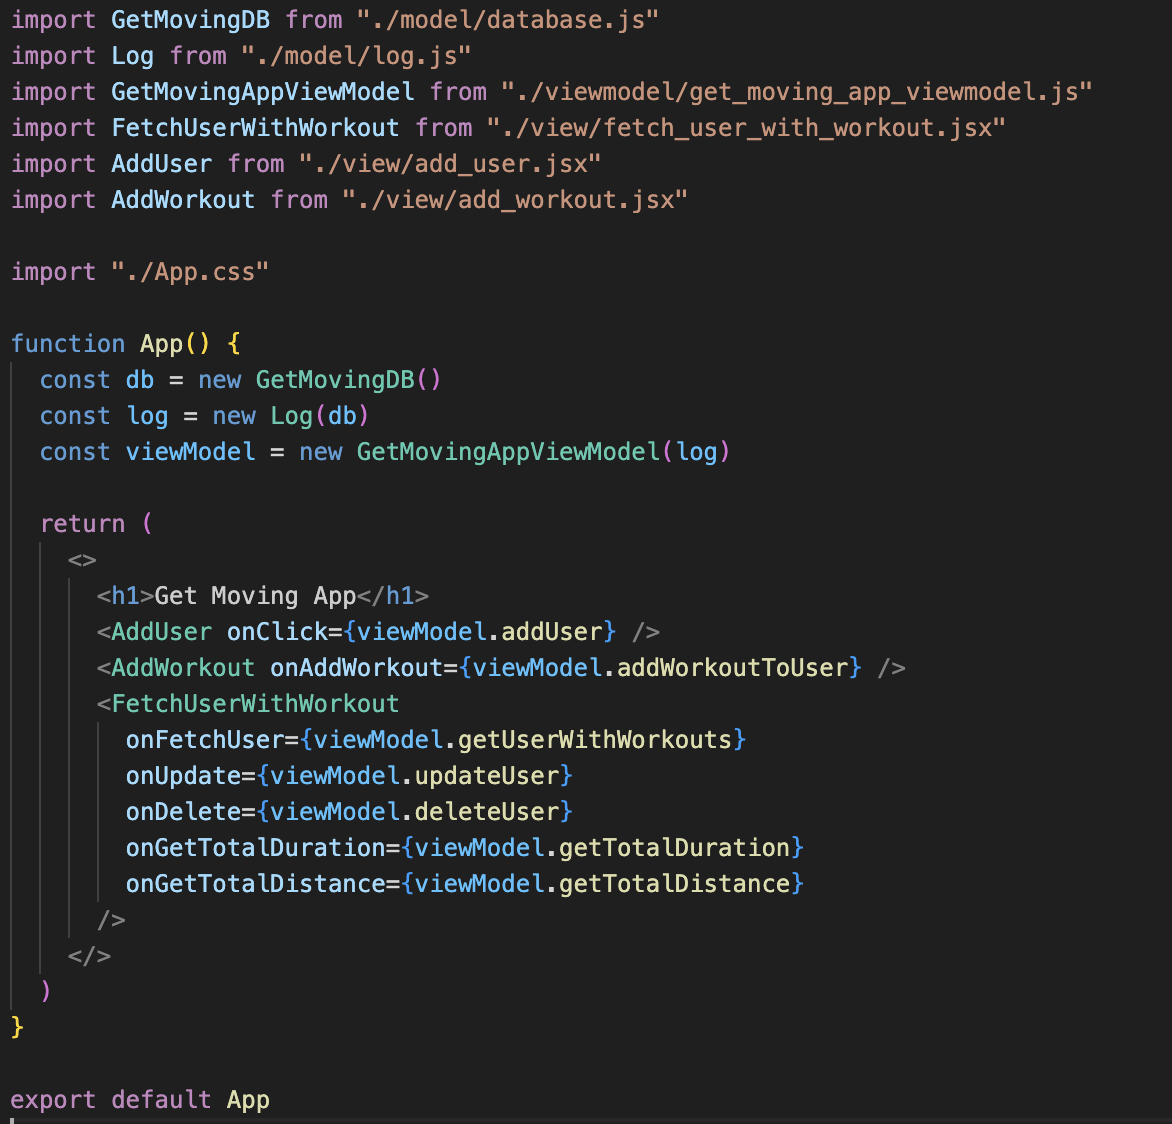 import GetMovingDB from "./model/database.js"
import Log from "./model/log.js"
import GetMovingAppViewModel from "./viewmodel/get_moving_app_viewmodel.js"
import FetchUserWithWorkout from "./view/fetch_user_with_workout.jsx"
import AddUser from "./view/add_user.jsx"
import AddWorkout from "./view/add_workout.jsx"

import "./App.css"

function App() {
  const db = new GetMovingDB()
  const log = new Log(db)
  const viewModel = new GetMovingAppViewModel(log)

  return (
    <>
      <h1>Get Moving App</h1>
      <AddUser onClick={viewModel.addUser} />
      <AddWorkout onAddWorkout={viewModel.addWorkoutToUser} />
      <FetchUserWithWorkout
        onFetchUser={viewModel.getUserWithWorkouts}
        onUpdate={viewModel.updateUser}
        onDelete={viewModel.deleteUser}
        onGetTotalDuration={viewModel.getTotalDuration}
        onGetTotalDistance={viewModel.getTotalDistance}
      />
    </>
  )
}

export default App